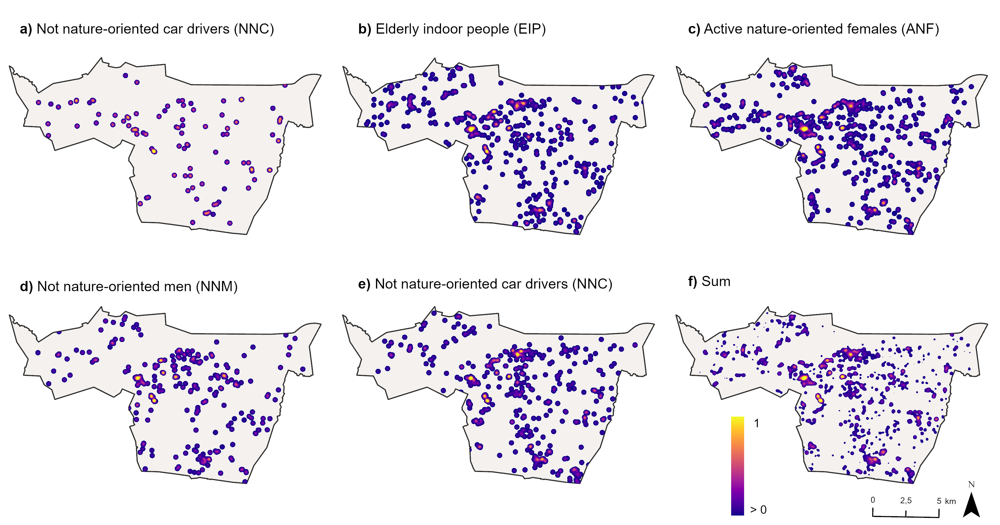 a) Not nature-oriented car drivers (NNC)
b) Elderly indoor people (EIP)
c) Active nature-oriented females (ANF)
d) Not nature-oriented men (NNM)
e) Not nature-oriented car drivers (NNC)
f) Sum
1
> 0
N
0 2,5 5 km